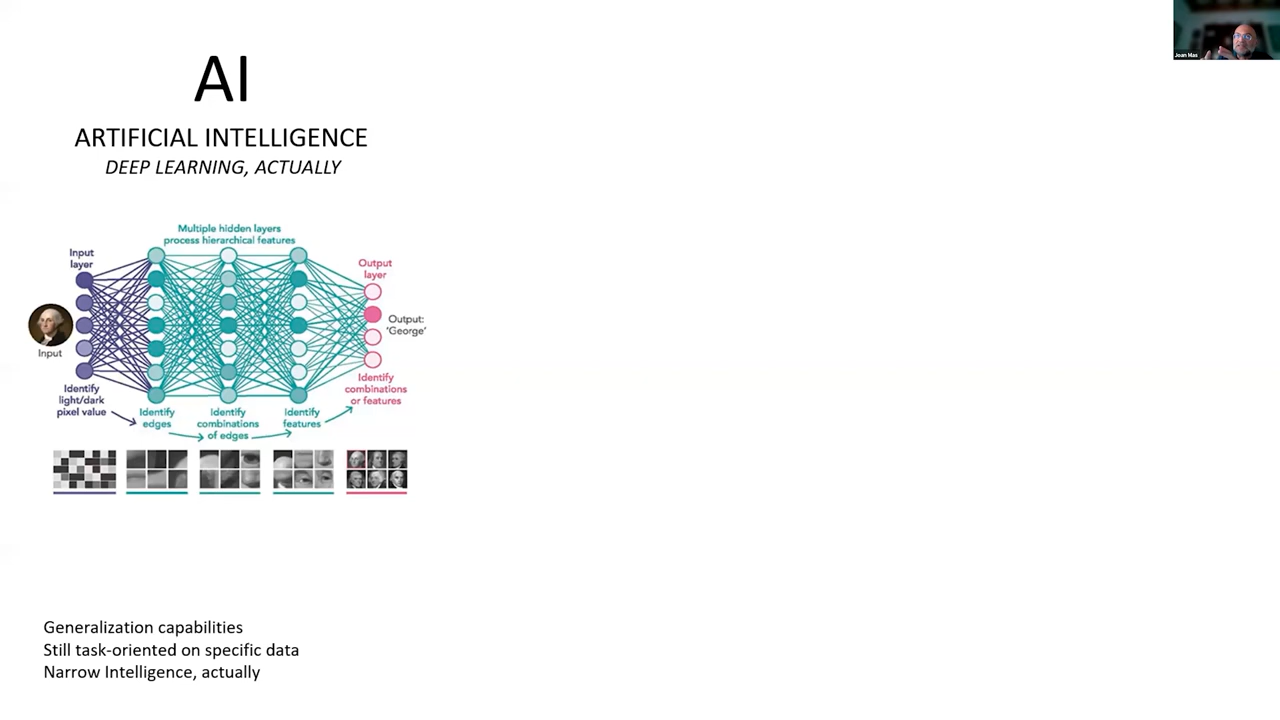 Joan Mas
AI
ARTIFICIAL INTELLIGENCE
DEEP LEARNING, ACTUALLY
Multiple hidden layers
process hierarchical features
Input
layer
Output
layer
Output:
'George'
Input
Identify
light/dark
pixel value
Identify
edges
Identify
combinations
of edges
Identify
features
Identify
combinations
or features
Generalization capabilities
Still task-oriented on specific data
Narrow Intelligence, actually